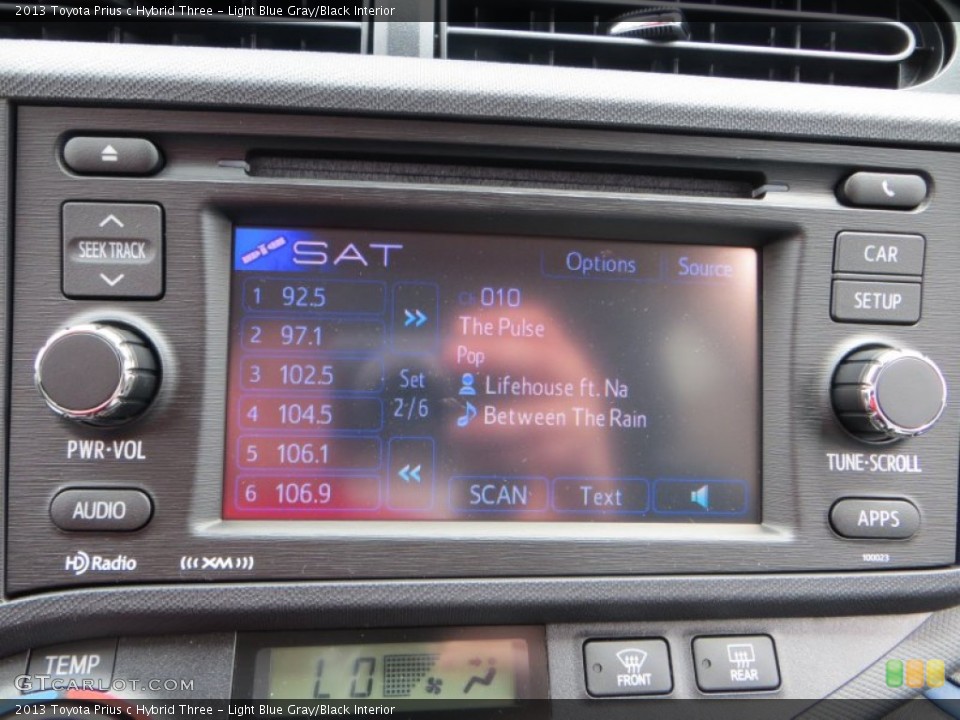 2013 Toyota Prius c Hybrid Three - Light Blue Gray/Black Interior
SEEK TRACK
PWR•VOL
AUDIO
HD Radio
(((XM)))
SAT
Options
Source
1 92.5
2 97.1
3 102.5
4 104.5
5 106.1
6 106.9
Set
2/6
CH 010
The Pulse
Pop
Lifehouse ft. Na
Between The Rain
SCAN
Text
CAR
SETUP
TUNE•SCROLL
APPS
100023
TEMP
LO
FRONT
REAR
GTCARLOT.COM
2013 Toyota Prius c Hybrid Three - Light Blue Gray/Black Interior